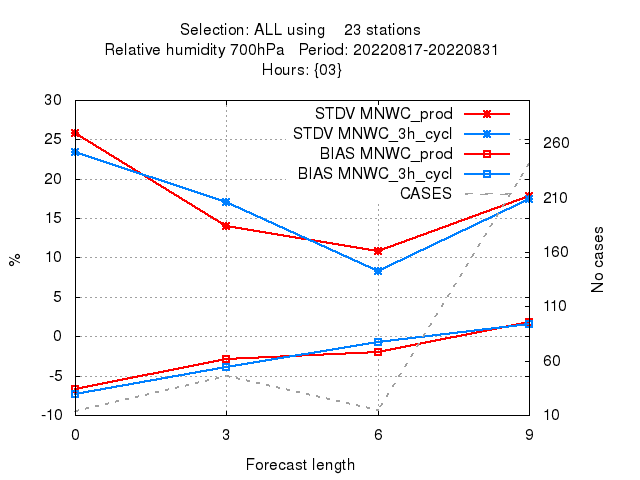 Selection: ALL using    23 stations
Relative humidity 700hPa   Period: 20220817-20220831
Hours: {03}
STDV MNWC_prod
STDV MNWC_3h_cycl
BIAS MNWC_prod
BIAS MNWC_3h_cycl
CASES
%
30
25
20
15
10
5
0
-5
-10
260
210
160
110
60
10
No cases
0 3 6 9
Forecast length